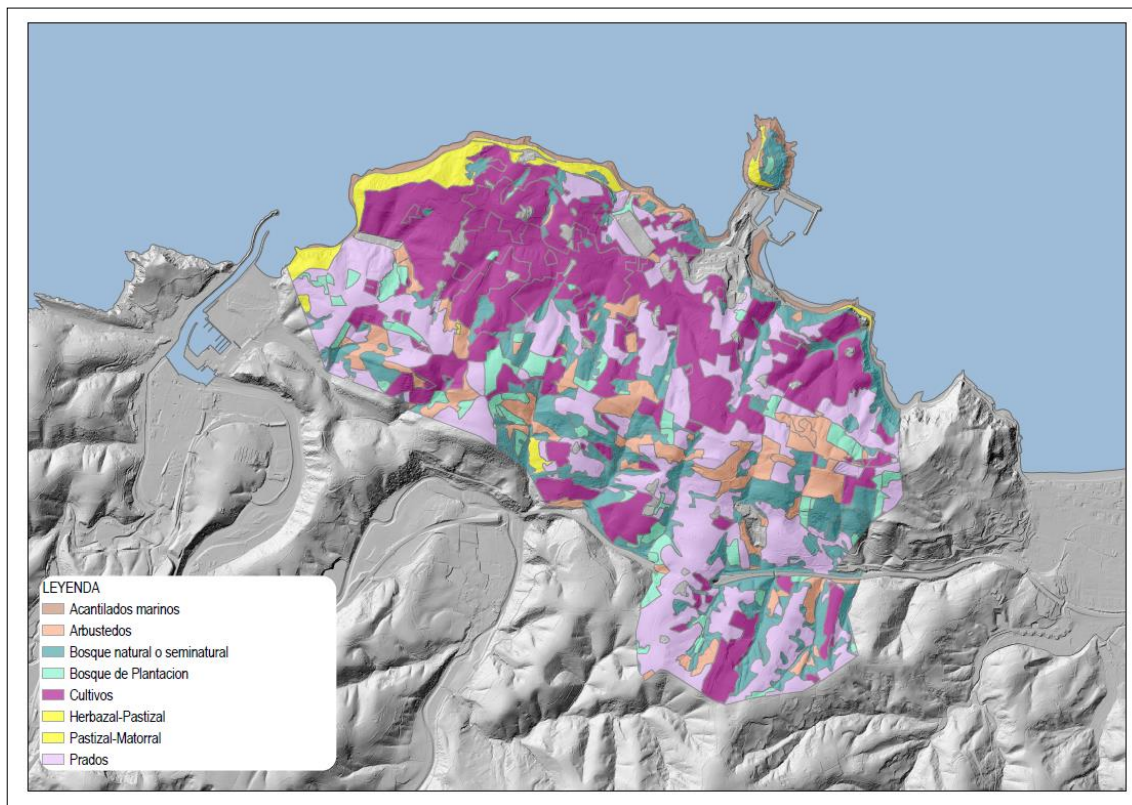 LEYENDA
Acantilados marinos
Arbustedos
Bosque natural o seminatural
Bosque de Plantacion
Cultivos
Herbazal-Pastizal
Pastizal-Matorral
Prados